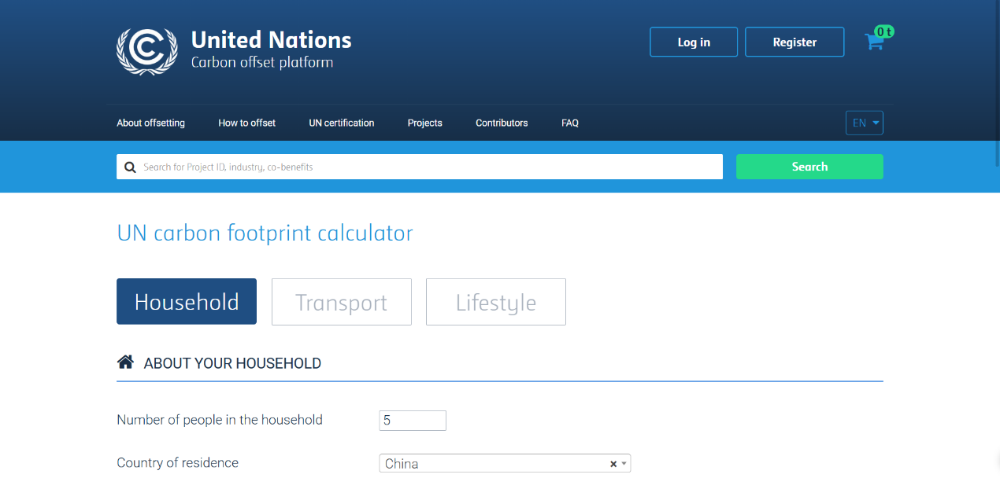 United Nations
Carbon offset platform
Log in
Register
0 t
About offsetting
How to offset
UN certification
Projects
Contributors
FAQ
EN
Search for Project ID, industry, co-benefits
Search
UN carbon footprint calculator
Household
Transport
Lifestyle
ABOUT YOUR HOUSEHOLD
Number of people in the household
5
Country of residence
China